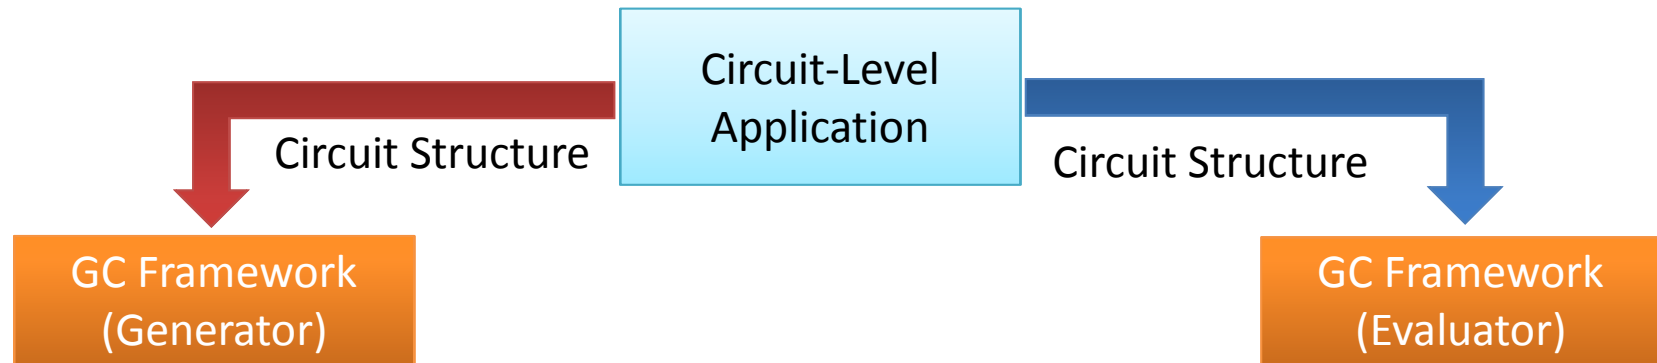 Circuit-Level
Application
Circuit Structure
Circuit Structure
GC Framework
(Generator)
GC Framework
(Evaluator)